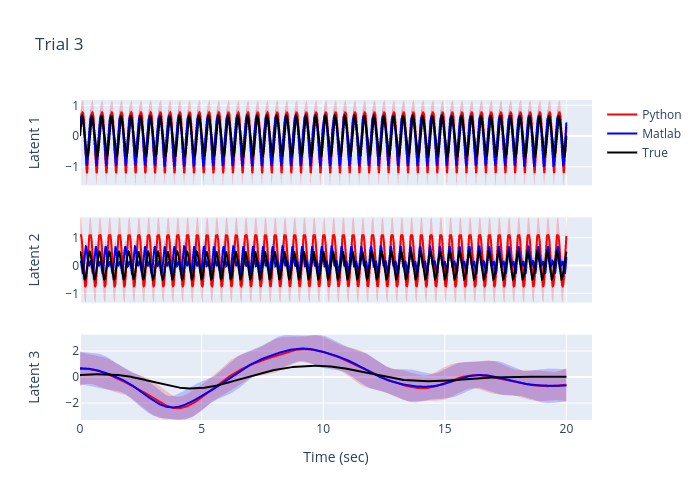 Trial 3
Python
Matlab
True
Latent 1
1
0
−1
Latent 2
1
0
−1
Latent 3
2
0
−2
0
5
10
15
20
Time (sec)